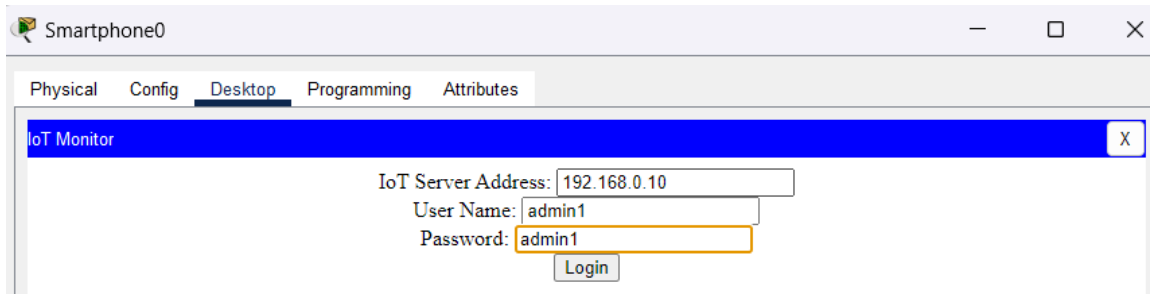 Smartphone0
Physical Config Desktop Programming Attributes
IoT Monitor X
IoT Server Address: 192.168.0.10
User Name: admin1
Password: admin1
Login